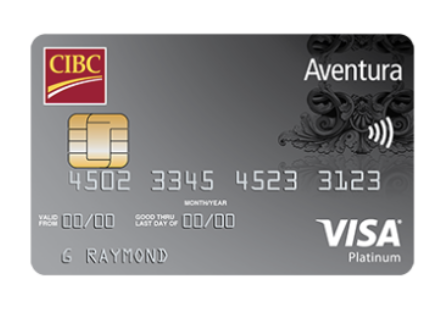 CIBC
Aventura
4502 3345 4523 3123
MONTH/YEAR
VALID FROM 00/00 GOOD THRU LAST DAY OF 00/00
G RAYMOND
VISA
Platinum